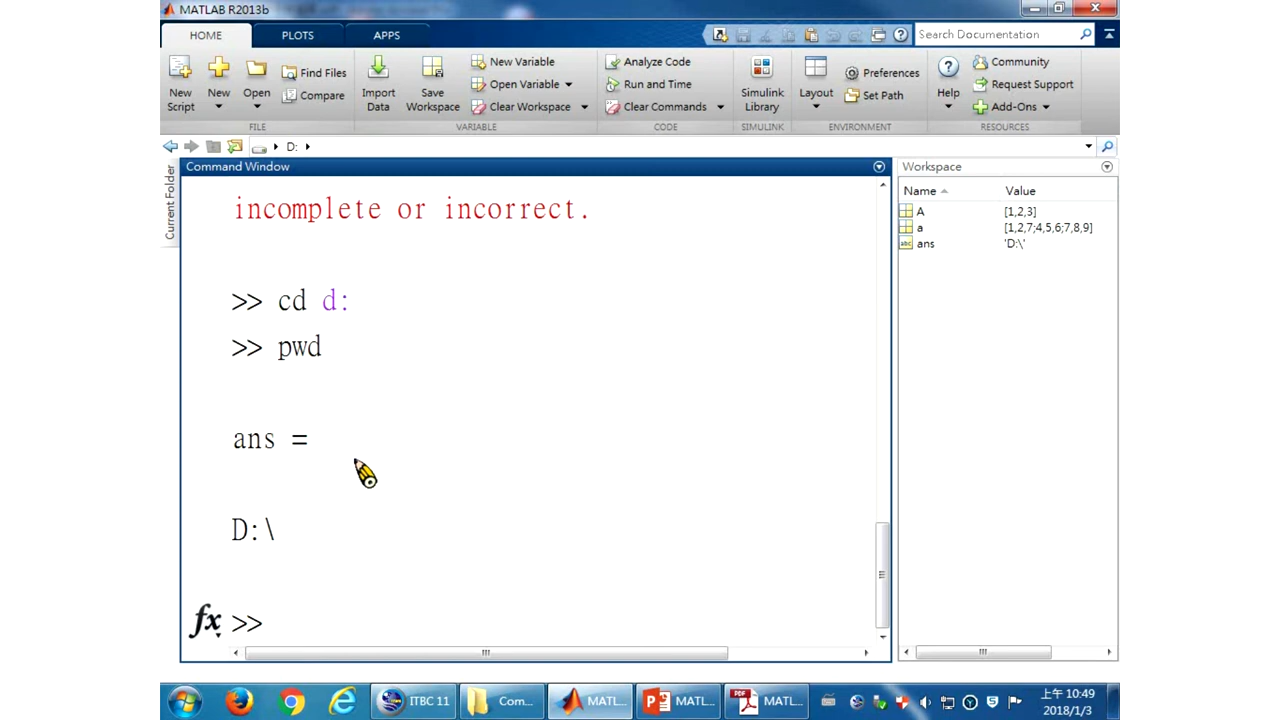 MATLAB R2013b
HOME PLOTS APPS
Search Documentation
New Script
New
Open
Find Files
Compare
FILE
Import Data
Save Workspace
New Variable
Open Variable
Clear Workspace
VARIABLE
Analyze Code
Run and Time
Clear Commands
CODE
Simulink Library
SIMULINK
Layout
Preferences
Set Path
ENVIRONMENT
Help
Community
Request Support
Add-Ons
RESOURCES
D:
Current Folder
Command Window
incomplete or incorrect.
>> cd d:
>> pwd
ans =
D:\
fx >>
Workspace
Name Value
A [1,2,3]
a [1,2,7;4,5,6;7,8,9]
abc ans 'D:\'
ITBC 11
Com...
MATL...
MATL...
PDF MATL...
上午 10:49
2018/1/3